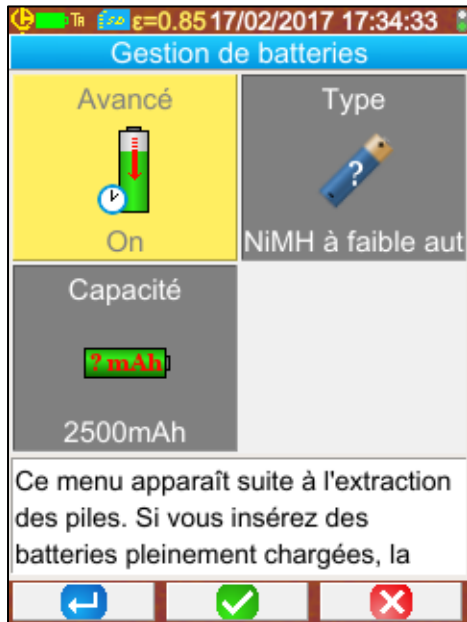 TA ε=0.85 17/02/2017 17:34:33
Gestion de batteries
Avancé
On
Type
?
NiMH à faible aut
Capacité
? mAh
2500mAh
Ce menu apparaît suite à l'extraction
des piles. Si vous insérez des
batteries pleinement chargées, la